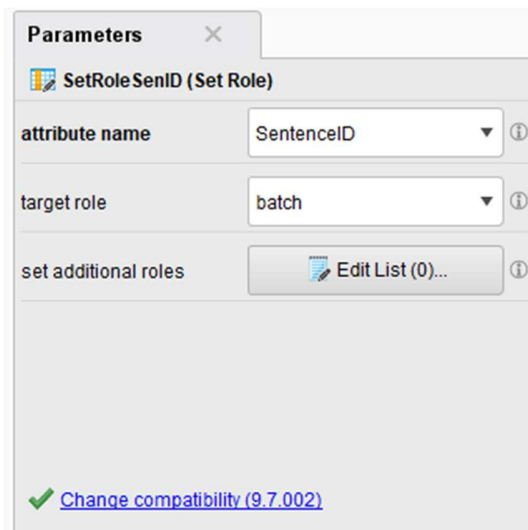 Parameters
SetRoleSenID (Set Role)
attribute name SentenceID
target role batch
set additional roles Edit List (0)...
Change compatibility (9.7.002)